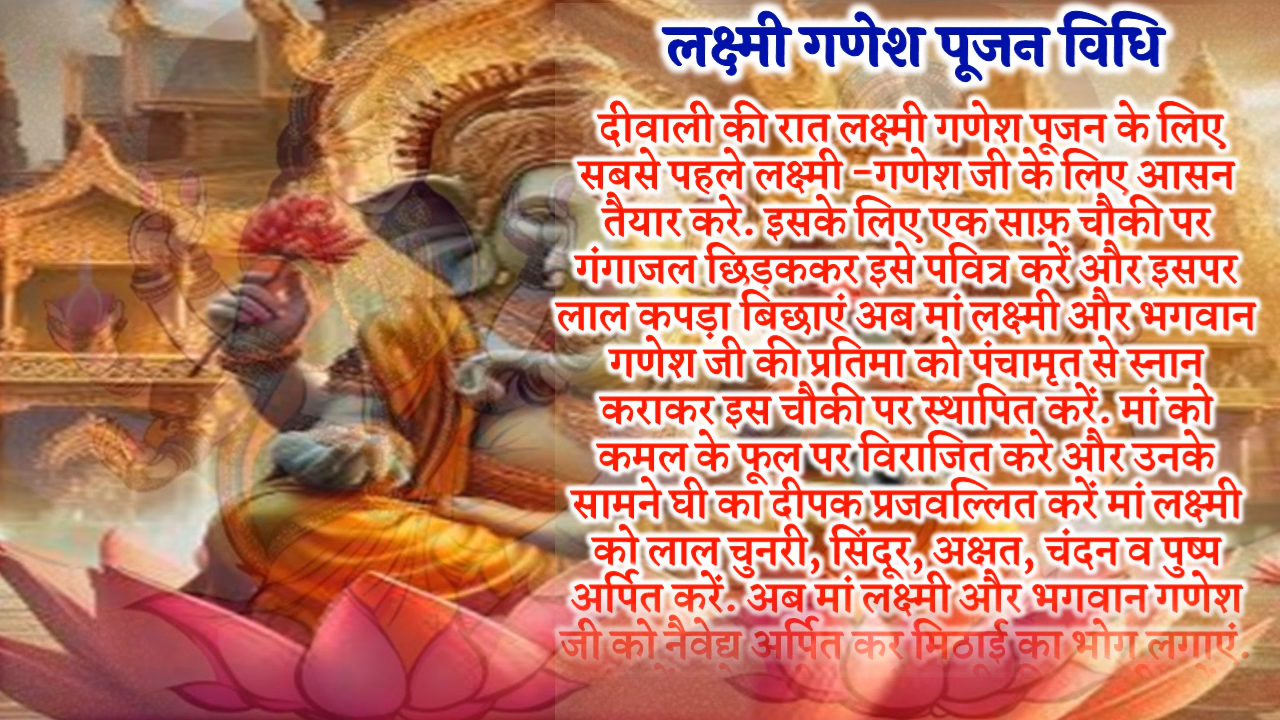 लक्ष्मी गणेश पूजन विधि
दीवाली की रात लक्ष्मी गणेश पूजन के लिए
सबसे पहले लक्ष्मी -गणेश जी के लिए आसन
तैयार करे. इसके लिए एक साफ़ चौकी पर
गंगाजल छिड़ककर इसे पवित्र करें और इसपर
लाल कपड़ा बिछाएं अब मां लक्ष्मी और भगवान
गणेश जी की प्रतिमा को पंचामृत से स्नान
कराकर इस चौकी पर स्थापित करें. मां को
कमल के फूल पर विराजित करे और उनके
सामने घी का दीपक प्रजवल्लित करें मां लक्ष्मी
को लाल चुनरी, सिंदूर, अक्षत, चंदन व पुष्प
अर्पित करें. अब मां लक्ष्मी और भगवान गणेश
जी को नैवेद्य अर्पित कर मिठाई का भोग लगाएं.